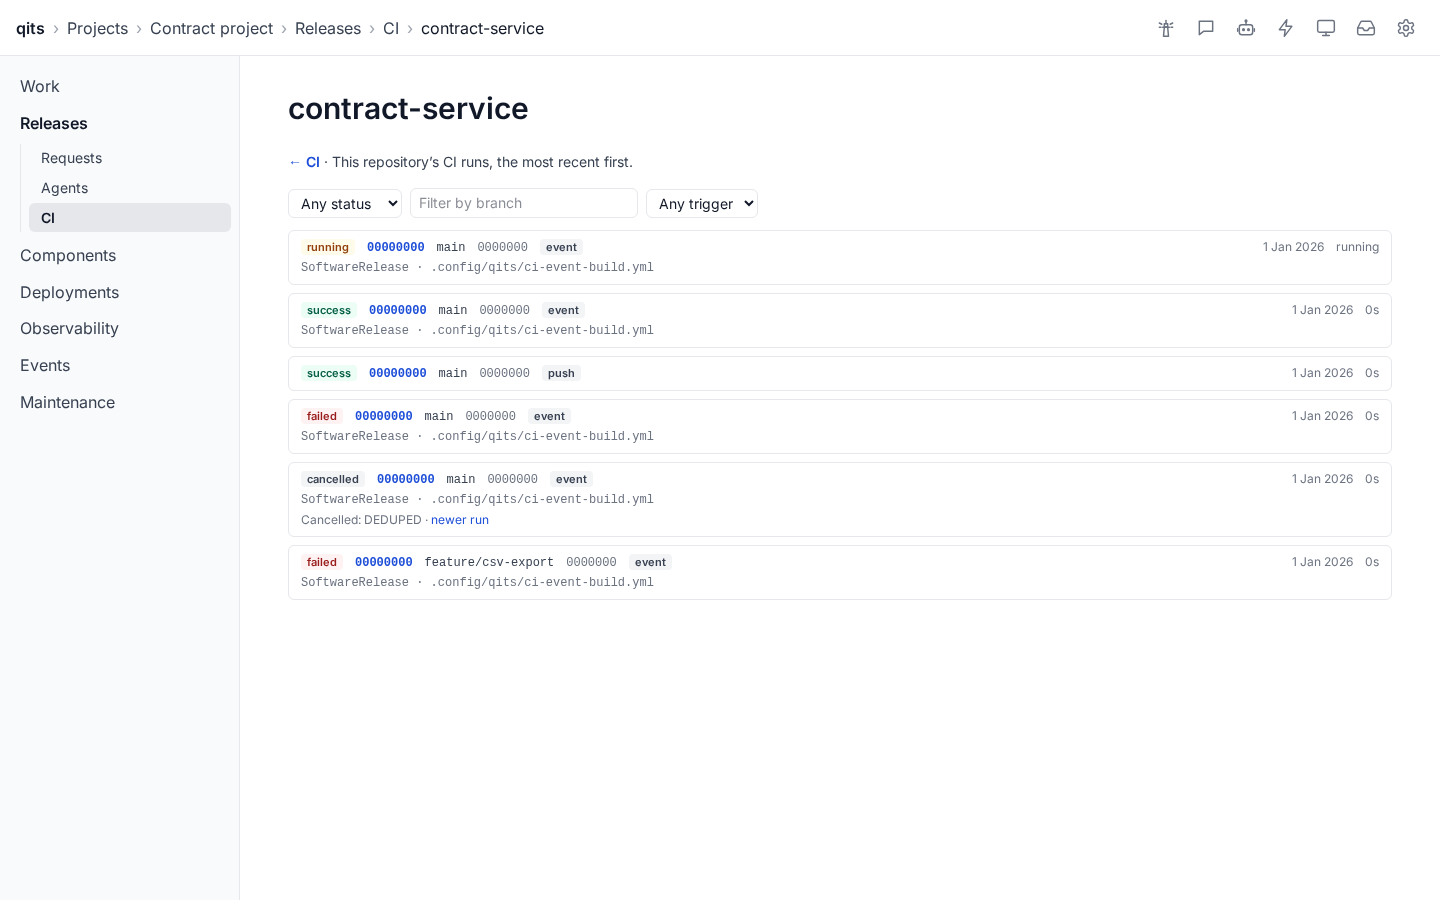 qits › Projects › Contract project › Releases › CI › contract-service
Work
Releases
Requests
Agents
CI
Components
Deployments
Observability
Events
Maintenance
contract-service
← CI · This repository’s CI runs, the most recent first.
Any status Filter by branch Any trigger
running 00000000 main 0000000 event 1 Jan 2026 running
SoftwareRelease · .config/qits/ci-event-build.yml
success 00000000 main 0000000 event 1 Jan 2026 0s
SoftwareRelease · .config/qits/ci-event-build.yml
success 00000000 main 0000000 push 1 Jan 2026 0s
failed 00000000 main 0000000 event 1 Jan 2026 0s
SoftwareRelease · .config/qits/ci-event-build.yml
cancelled 00000000 main 0000000 event 1 Jan 2026 0s
SoftwareRelease · .config/qits/ci-event-build.yml
Cancelled: DEDUPED · newer run
failed 00000000 feature/csv-export 0000000 event 1 Jan 2026 0s
SoftwareRelease · .config/qits/ci-event-build.yml